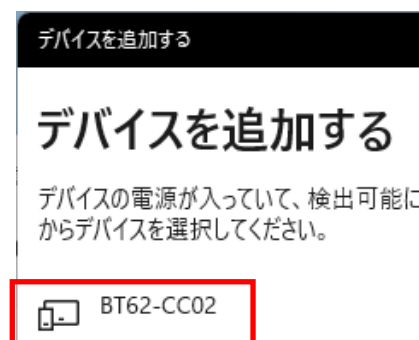 デバイスを追加する
デバイスを追加する
デバイスの電源が入っていて、検出可能に
からデバイスを選択してください。
BT62-CC02